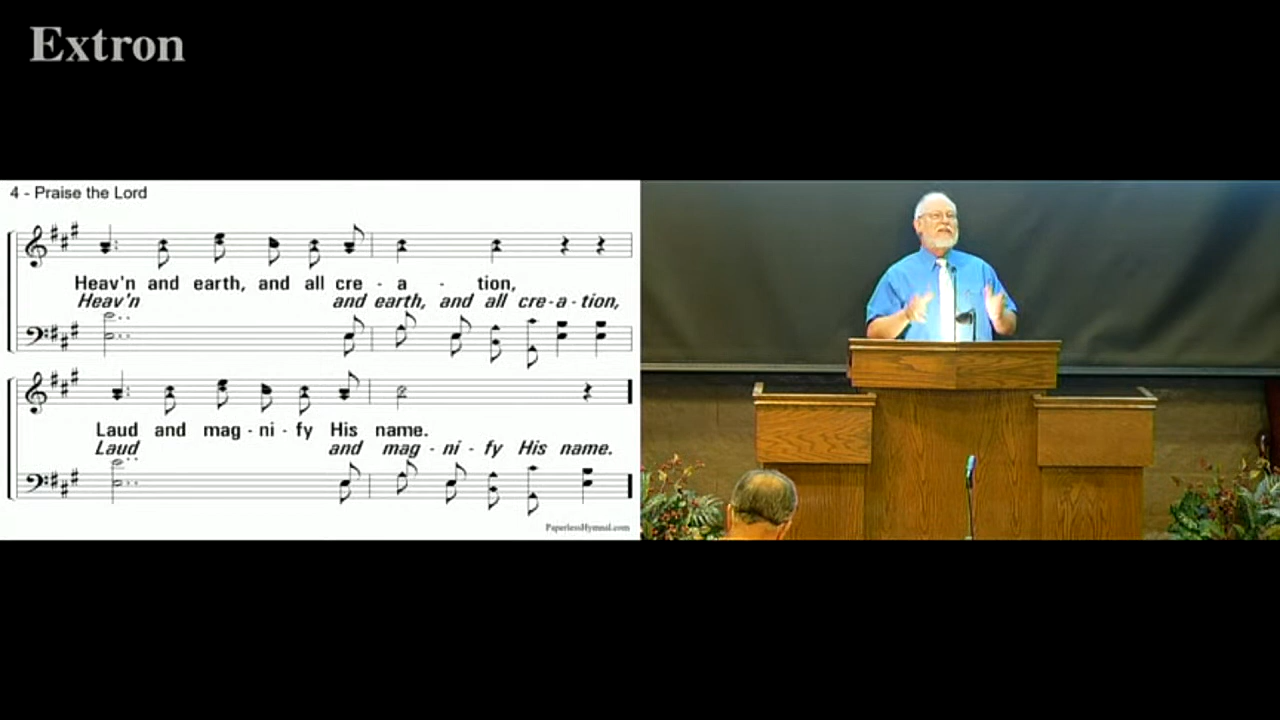 Extron
4 - Praise the Lord
Heav'n and earth, and all cre - a - tion,
Heav'n and earth, and all cre-a-tion,
Laud and mag - ni - fy His name.
Laud and mag - ni - fy His name.
PaperlessHymnal.com